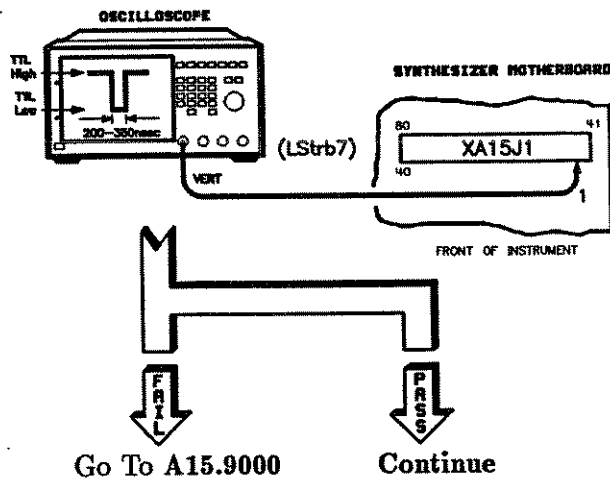 OSCILLOSCOPE
TTL
High
TTL
Low
200-350nsec
VERT
(LStrb7)
SYNTHESIZER MOTHERBOARD
80
41
XA15J1
40
1
FRONT OF INSTRUMENT
FAIL
PASS
Go To A15.9000
Continue